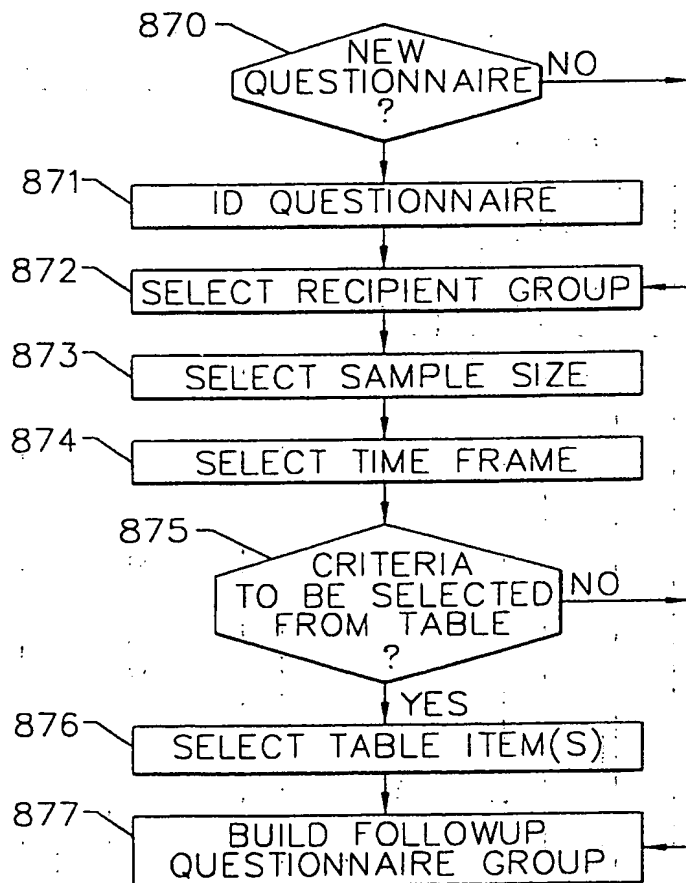 870
NEW
QUESTIONNAIRE
?
NO
871
ID QUESTIONNAIRE
872
SELECT RECIPIENT GROUP
873
SELECT SAMPLE SIZE
874
SELECT TIME FRAME
875
CRITERIA
TO BE SELECTED
FROM TABLE
?
NO
YES
876
SELECT TABLE ITEM(S)
877
BUILD FOLLOWUP
QUESTIONNAIRE GROUP